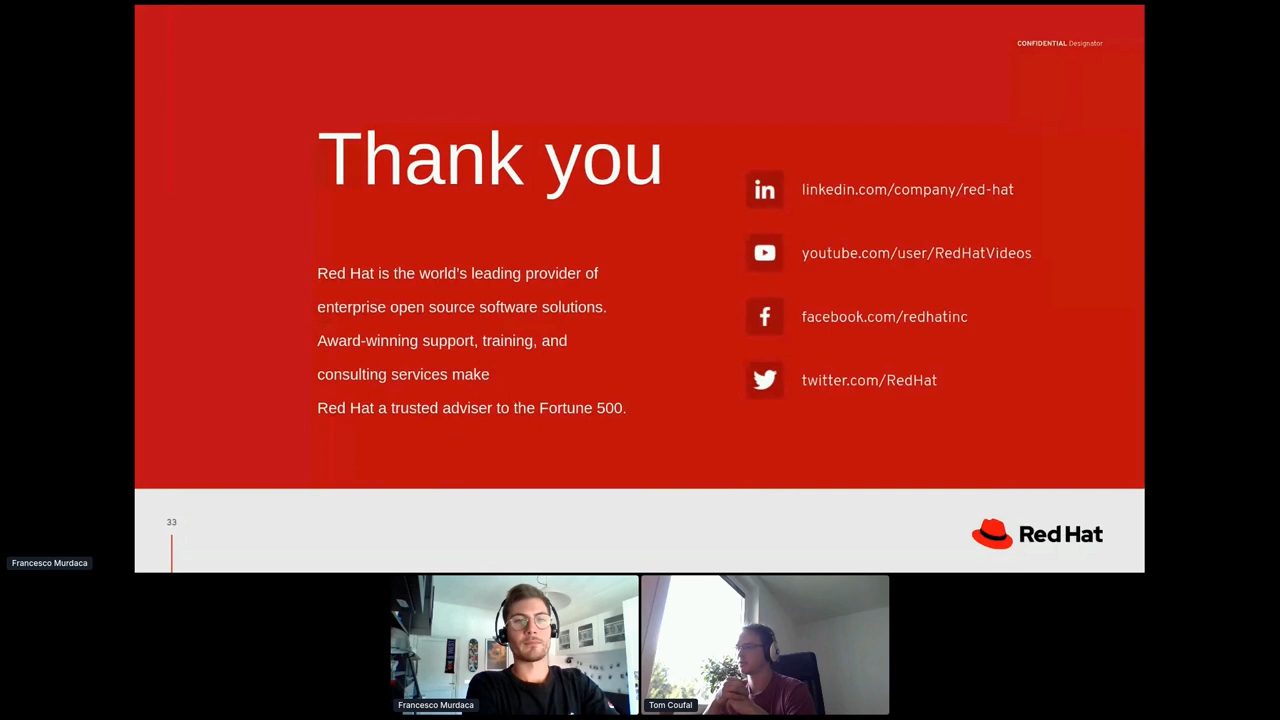 CONFIDENTIAL Designator
Thank you
Red Hat is the world's leading provider of
enterprise open source software solutions.
Award-winning support, training, and
consulting services make
Red Hat a trusted adviser to the Fortune 500.
linkedin.com/company/red-hat
youtube.com/user/RedHatVideos
facebook.com/redhatinc
twitter.com/RedHat
33
Red Hat
Francesco Murdaca
Francesco Murdaca
Tom Coufal